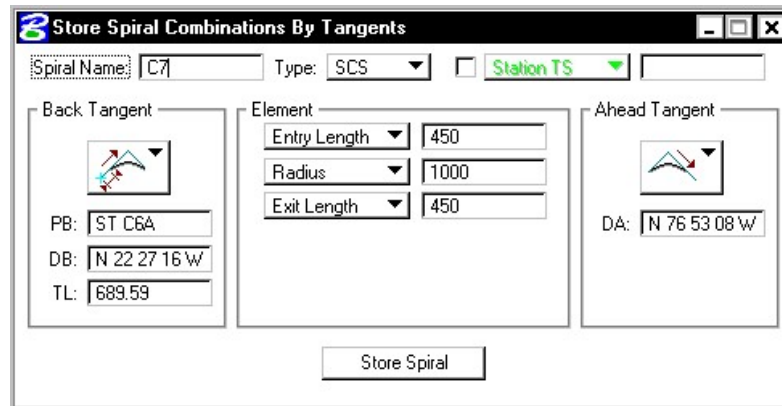 Store Spiral Combinations By Tangents
Spiral Name: C7 Type: SCS Station TS
Back Tangent
PB: ST C6A
DB: N 22 27 16 W
TL: 689.59
Element
Entry Length 450
Radius 1000
Exit Length 450
Ahead Tangent
DA: N 76 53 08 W
Store Spiral